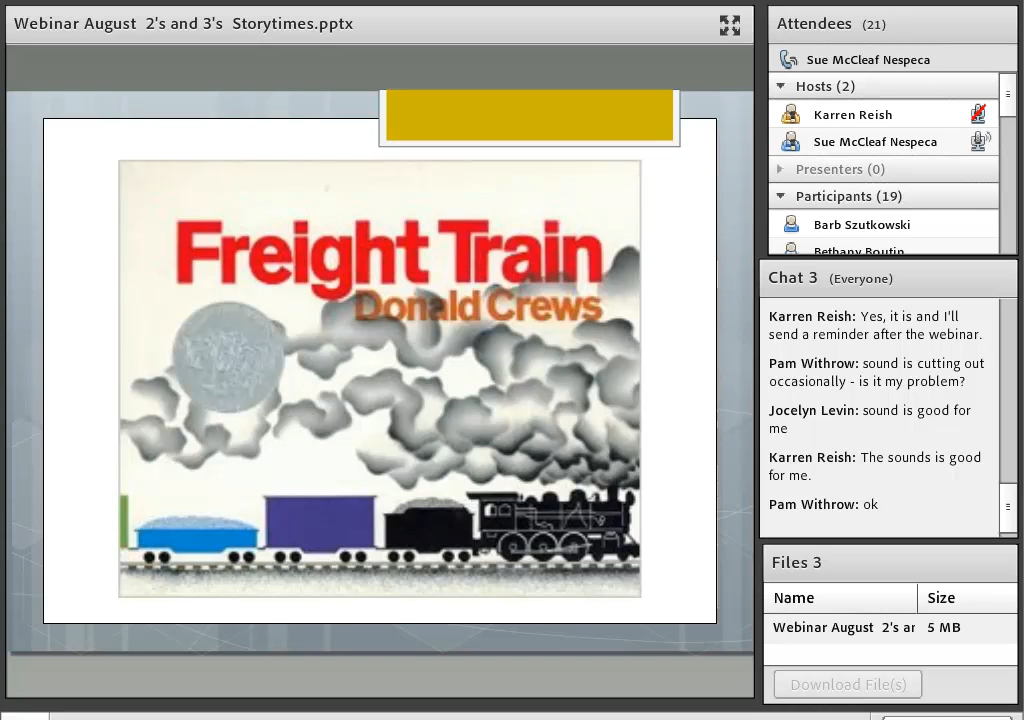 Webinar August  2's and 3's  Storytimes.pptx
Freight Train
Donald Crews
Attendees (21)
Sue McCleaf Nespeca
Hosts (2)
Karren Reish
Sue McCleaf Nespeca
Presenters (0)
Participants (19)
Barb Szutkowski
Bethany Boutin
Chat 3 (Everyone)
Karren Reish: Yes, it is and I'll
send a reminder after the webinar.
Pam Withrow: sound is cutting out
occasionally - is it my problem?
Jocelyn Levin: sound is good for
me
Karren Reish: The sounds is good
for me.
Pam Withrow: ok
Files 3
Name Size
Webinar August  2's ar 5 MB
Download File(s)